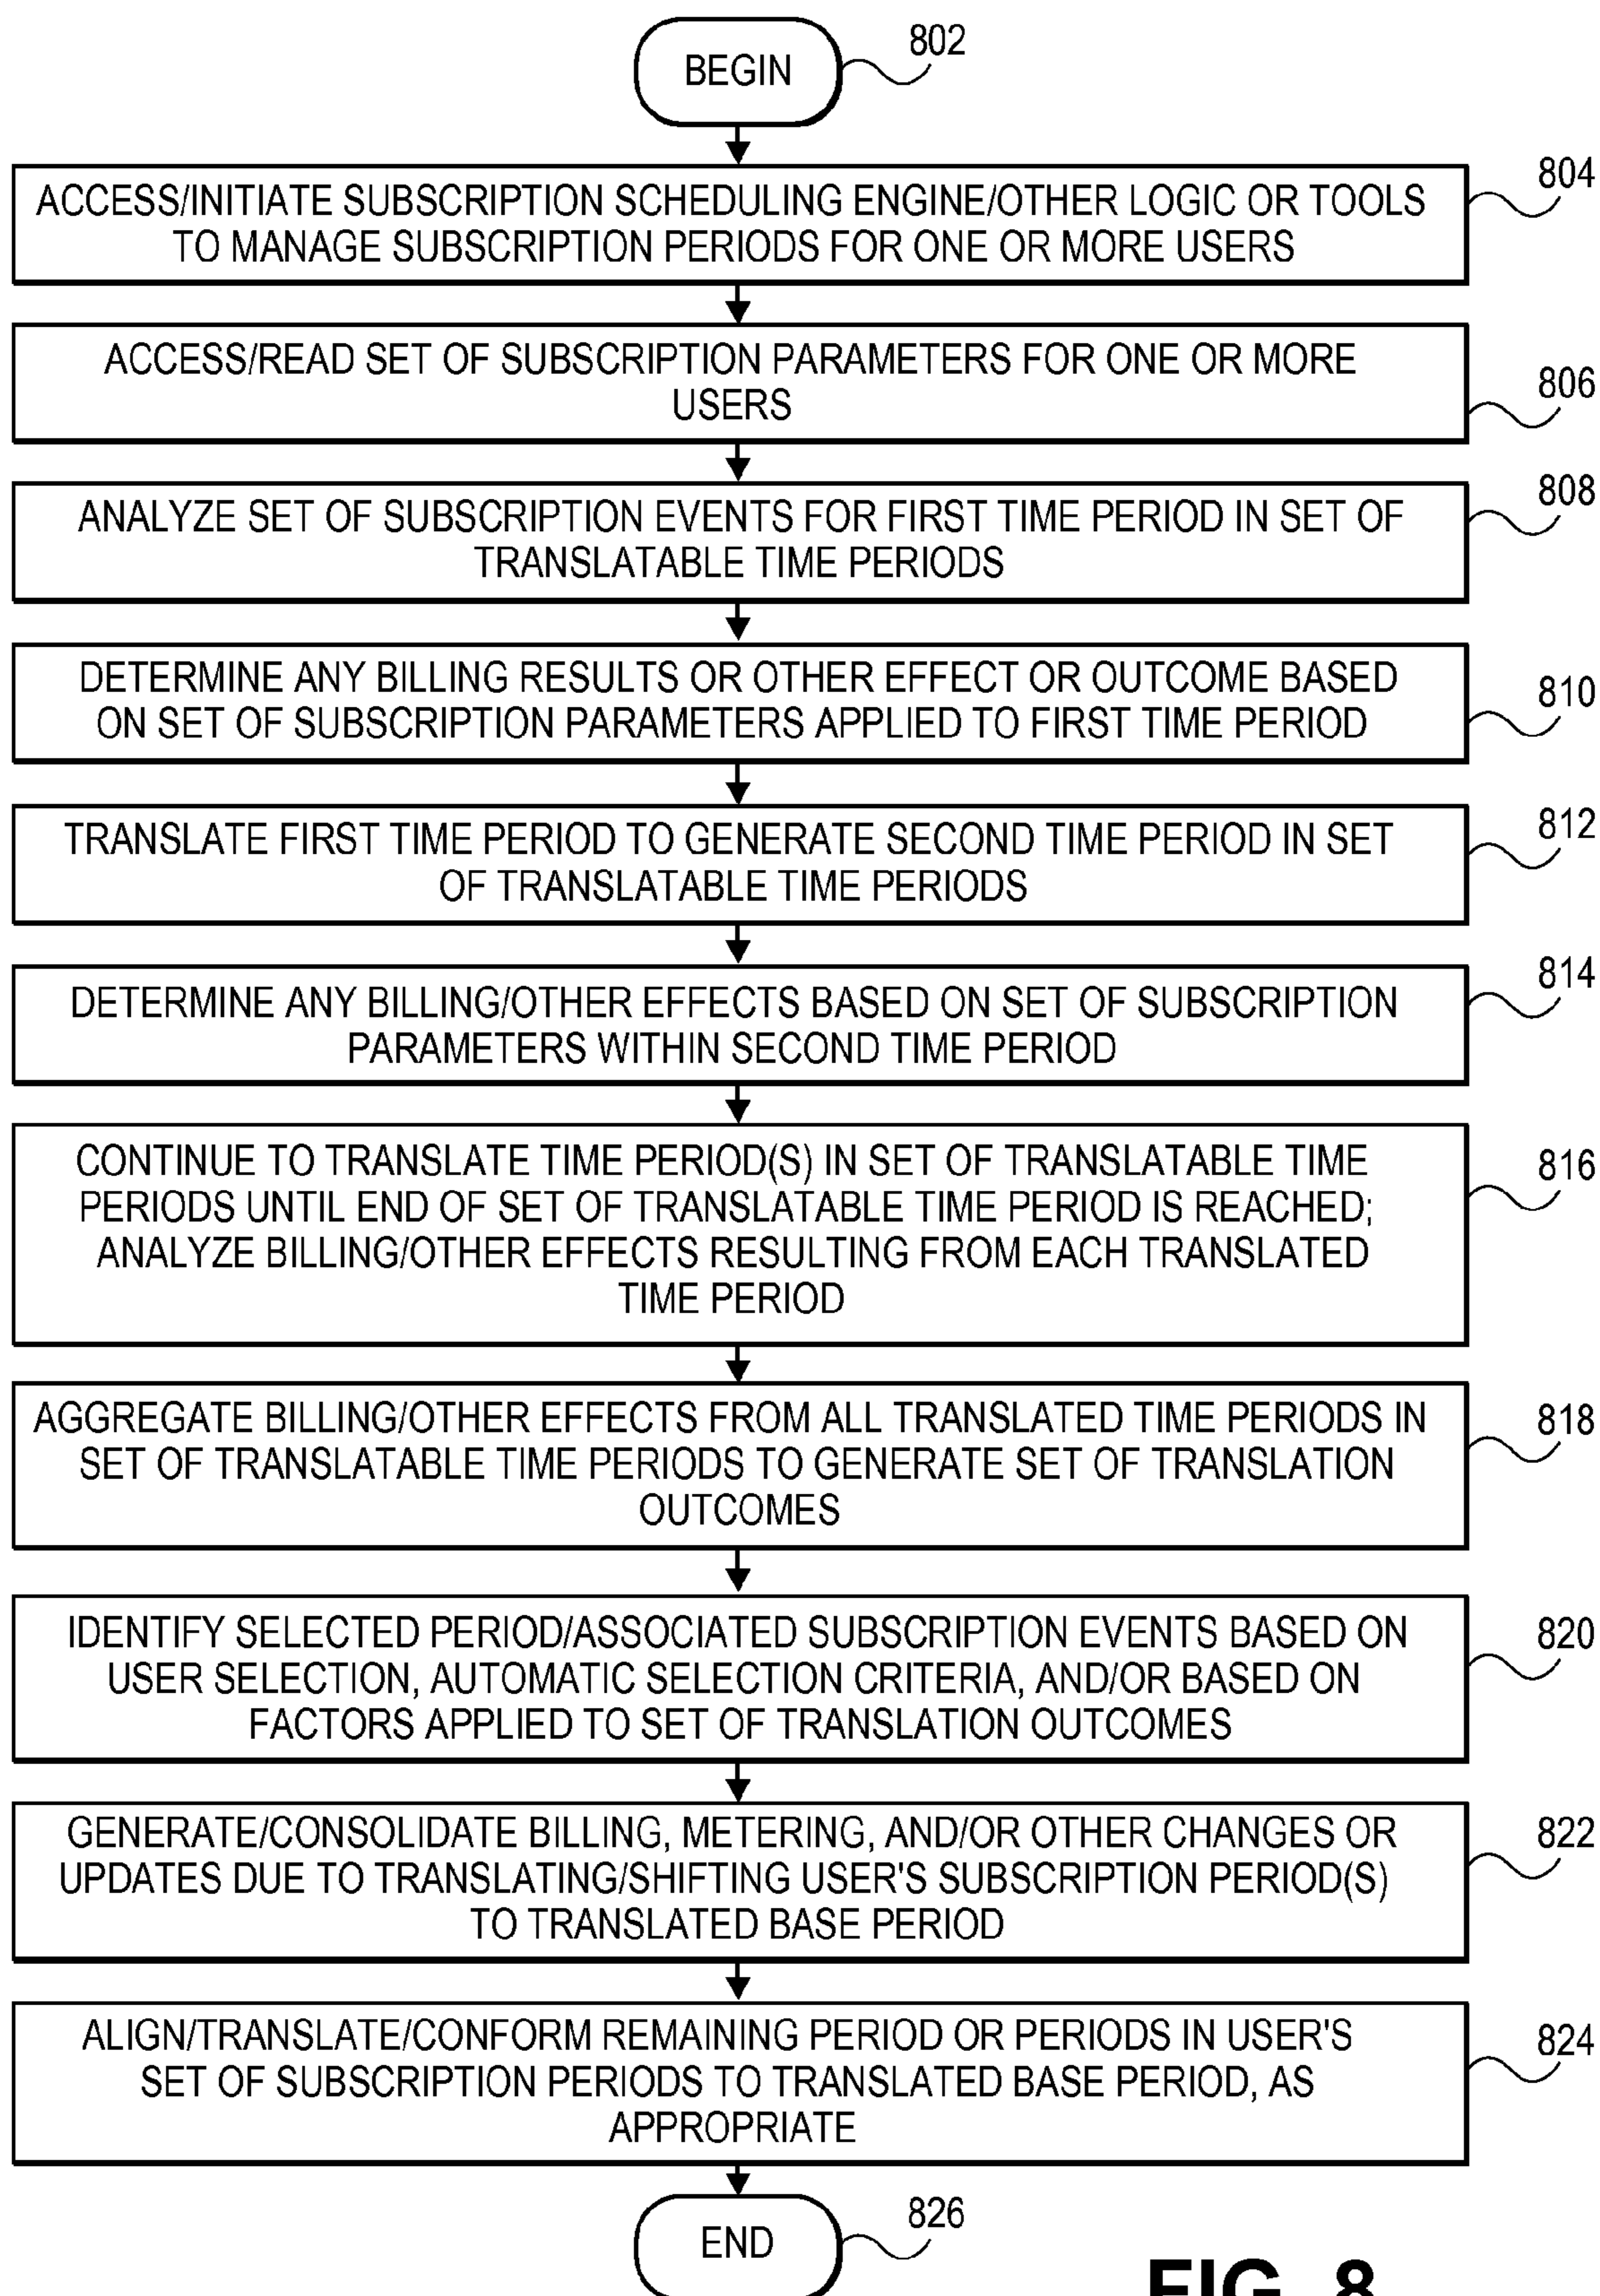 BEGIN
802
ACCESS/INITIATE SUBSCRIPTION SCHEDULING ENGINE/OTHER LOGIC OR TOOLS
TO MANAGE SUBSCRIPTION PERIODS FOR ONE OR MORE USERS
804
ACCESS/READ SET OF SUBSCRIPTION PARAMETERS FOR ONE OR MORE
USERS
806
ANALYZE SET OF SUBSCRIPTION EVENTS FOR FIRST TIME PERIOD IN SET OF
TRANSLATABLE TIME PERIODS
808
DETERMINE ANY BILLING RESULTS OR OTHER EFFECT OR OUTCOME BASED
ON SET OF SUBSCRIPTION PARAMETERS APPLIED TO FIRST TIME PERIOD
810
TRANSLATE FIRST TIME PERIOD TO GENERATE SECOND TIME PERIOD IN SET
OF TRANSLATABLE TIME PERIODS
812
DETERMINE ANY BILLING/OTHER EFFECTS BASED ON SET OF SUBSCRIPTION
PARAMETERS WITHIN SECOND TIME PERIOD
814
CONTINUE TO TRANSLATE TIME PERIOD(S) IN SET OF TRANSLATABLE TIME
PERIODS UNTIL END OF SET OF TRANSLATABLE TIME PERIOD IS REACHED;
ANALYZE BILLING/OTHER EFFECTS RESULTING FROM EACH TRANSLATED
TIME PERIOD
816
AGGREGATE BILLING/OTHER EFFECTS FROM ALL TRANSLATED TIME PERIODS IN
SET OF TRANSLATABLE TIME PERIODS TO GENERATE SET OF TRANSLATION
OUTCOMES
818
IDENTIFY SELECTED PERIOD/ASSOCIATED SUBSCRIPTION EVENTS BASED ON
USER SELECTION, AUTOMATIC SELECTION CRITERIA, AND/OR BASED ON
FACTORS APPLIED TO SET OF TRANSLATION OUTCOMES
820
GENERATE/CONSOLIDATE BILLING, METERING, AND/OR OTHER CHANGES OR
UPDATES DUE TO TRANSLATING/SHIFTING USER'S SUBSCRIPTION PERIOD(S)
TO TRANSLATED BASE PERIOD
822
ALIGN/TRANSLATE/CONFORM REMAINING PERIOD OR PERIODS IN USER'S
SET OF SUBSCRIPTION PERIODS TO TRANSLATED BASE PERIOD, AS
APPROPRIATE
824
END
826
FIG. 8